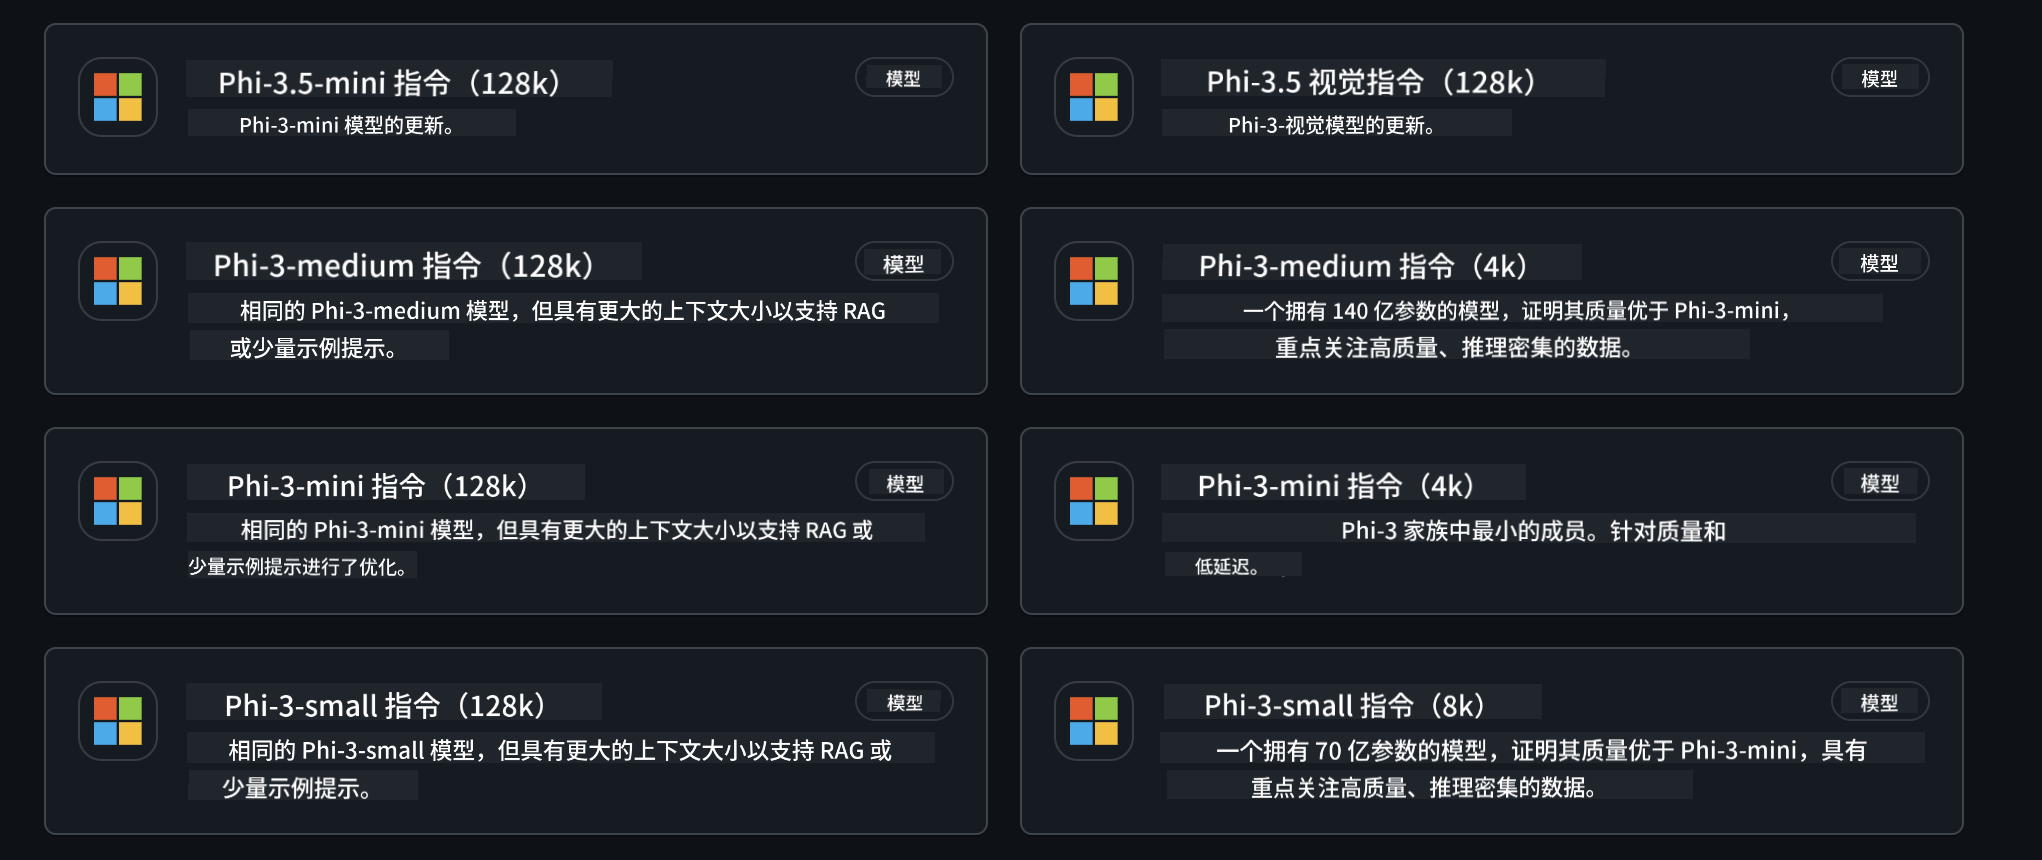 Phi-3.5-mini 指令（128k）
模型
Phi-3-mini 模型的更新。
Phi-3.5 视觉指令（128k）
模型
Phi-3-视觉模型的更新。
Phi-3-medium 指令（128k）
模型
相同的 Phi-3-medium 模型，但具有更大的上下文大小以支持 RAG
或少量示例提示。
Phi-3-medium 指令（4k）
模型
一个拥有 140 亿参数的模型，证明其质量优于 Phi-3-mini，
重点关注高质量、推理密集的数据。
Phi-3-mini 指令（128k）
模型
相同的 Phi-3-mini 模型，但具有更大的上下文大小以支持 RAG 或
少量示例提示进行了优化。
Phi-3-mini 指令（4k）
模型
Phi-3 家族中最小的成员。针对质量和
低延迟。
Phi-3-small 指令（128k）
模型
相同的 Phi-3-small 模型，但具有更大的上下文大小以支持 RAG 或
少量示例提示。
Phi-3-small 指令（8k）
模型
一个拥有 70 亿参数的模型，证明其质量优于 Phi-3-mini，具有
重点关注高质量、推理密集的数据。